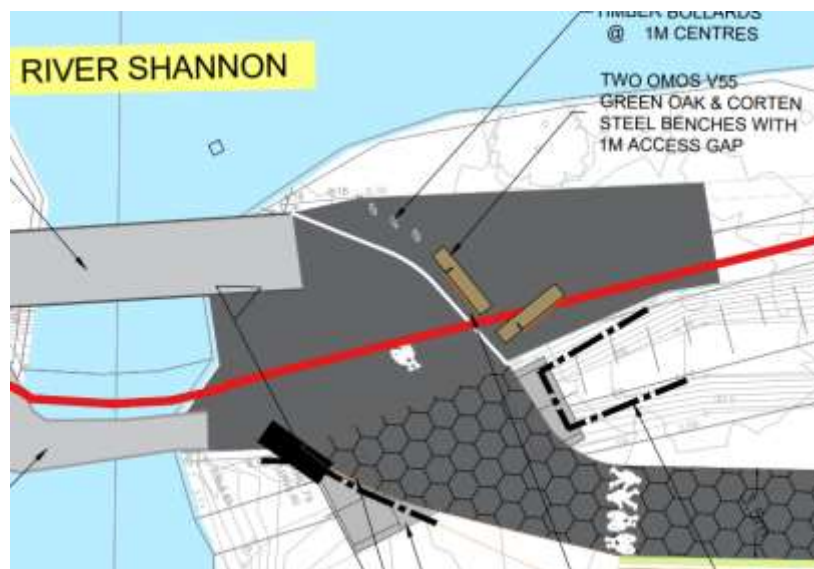 TIMBER BOLLARDS
@ 1M CENTRES
RIVER SHANNON
TWO OMOS V55
GREEN OAK & CORTEN
STEEL BENCHES WITH
1M ACCESS GAP